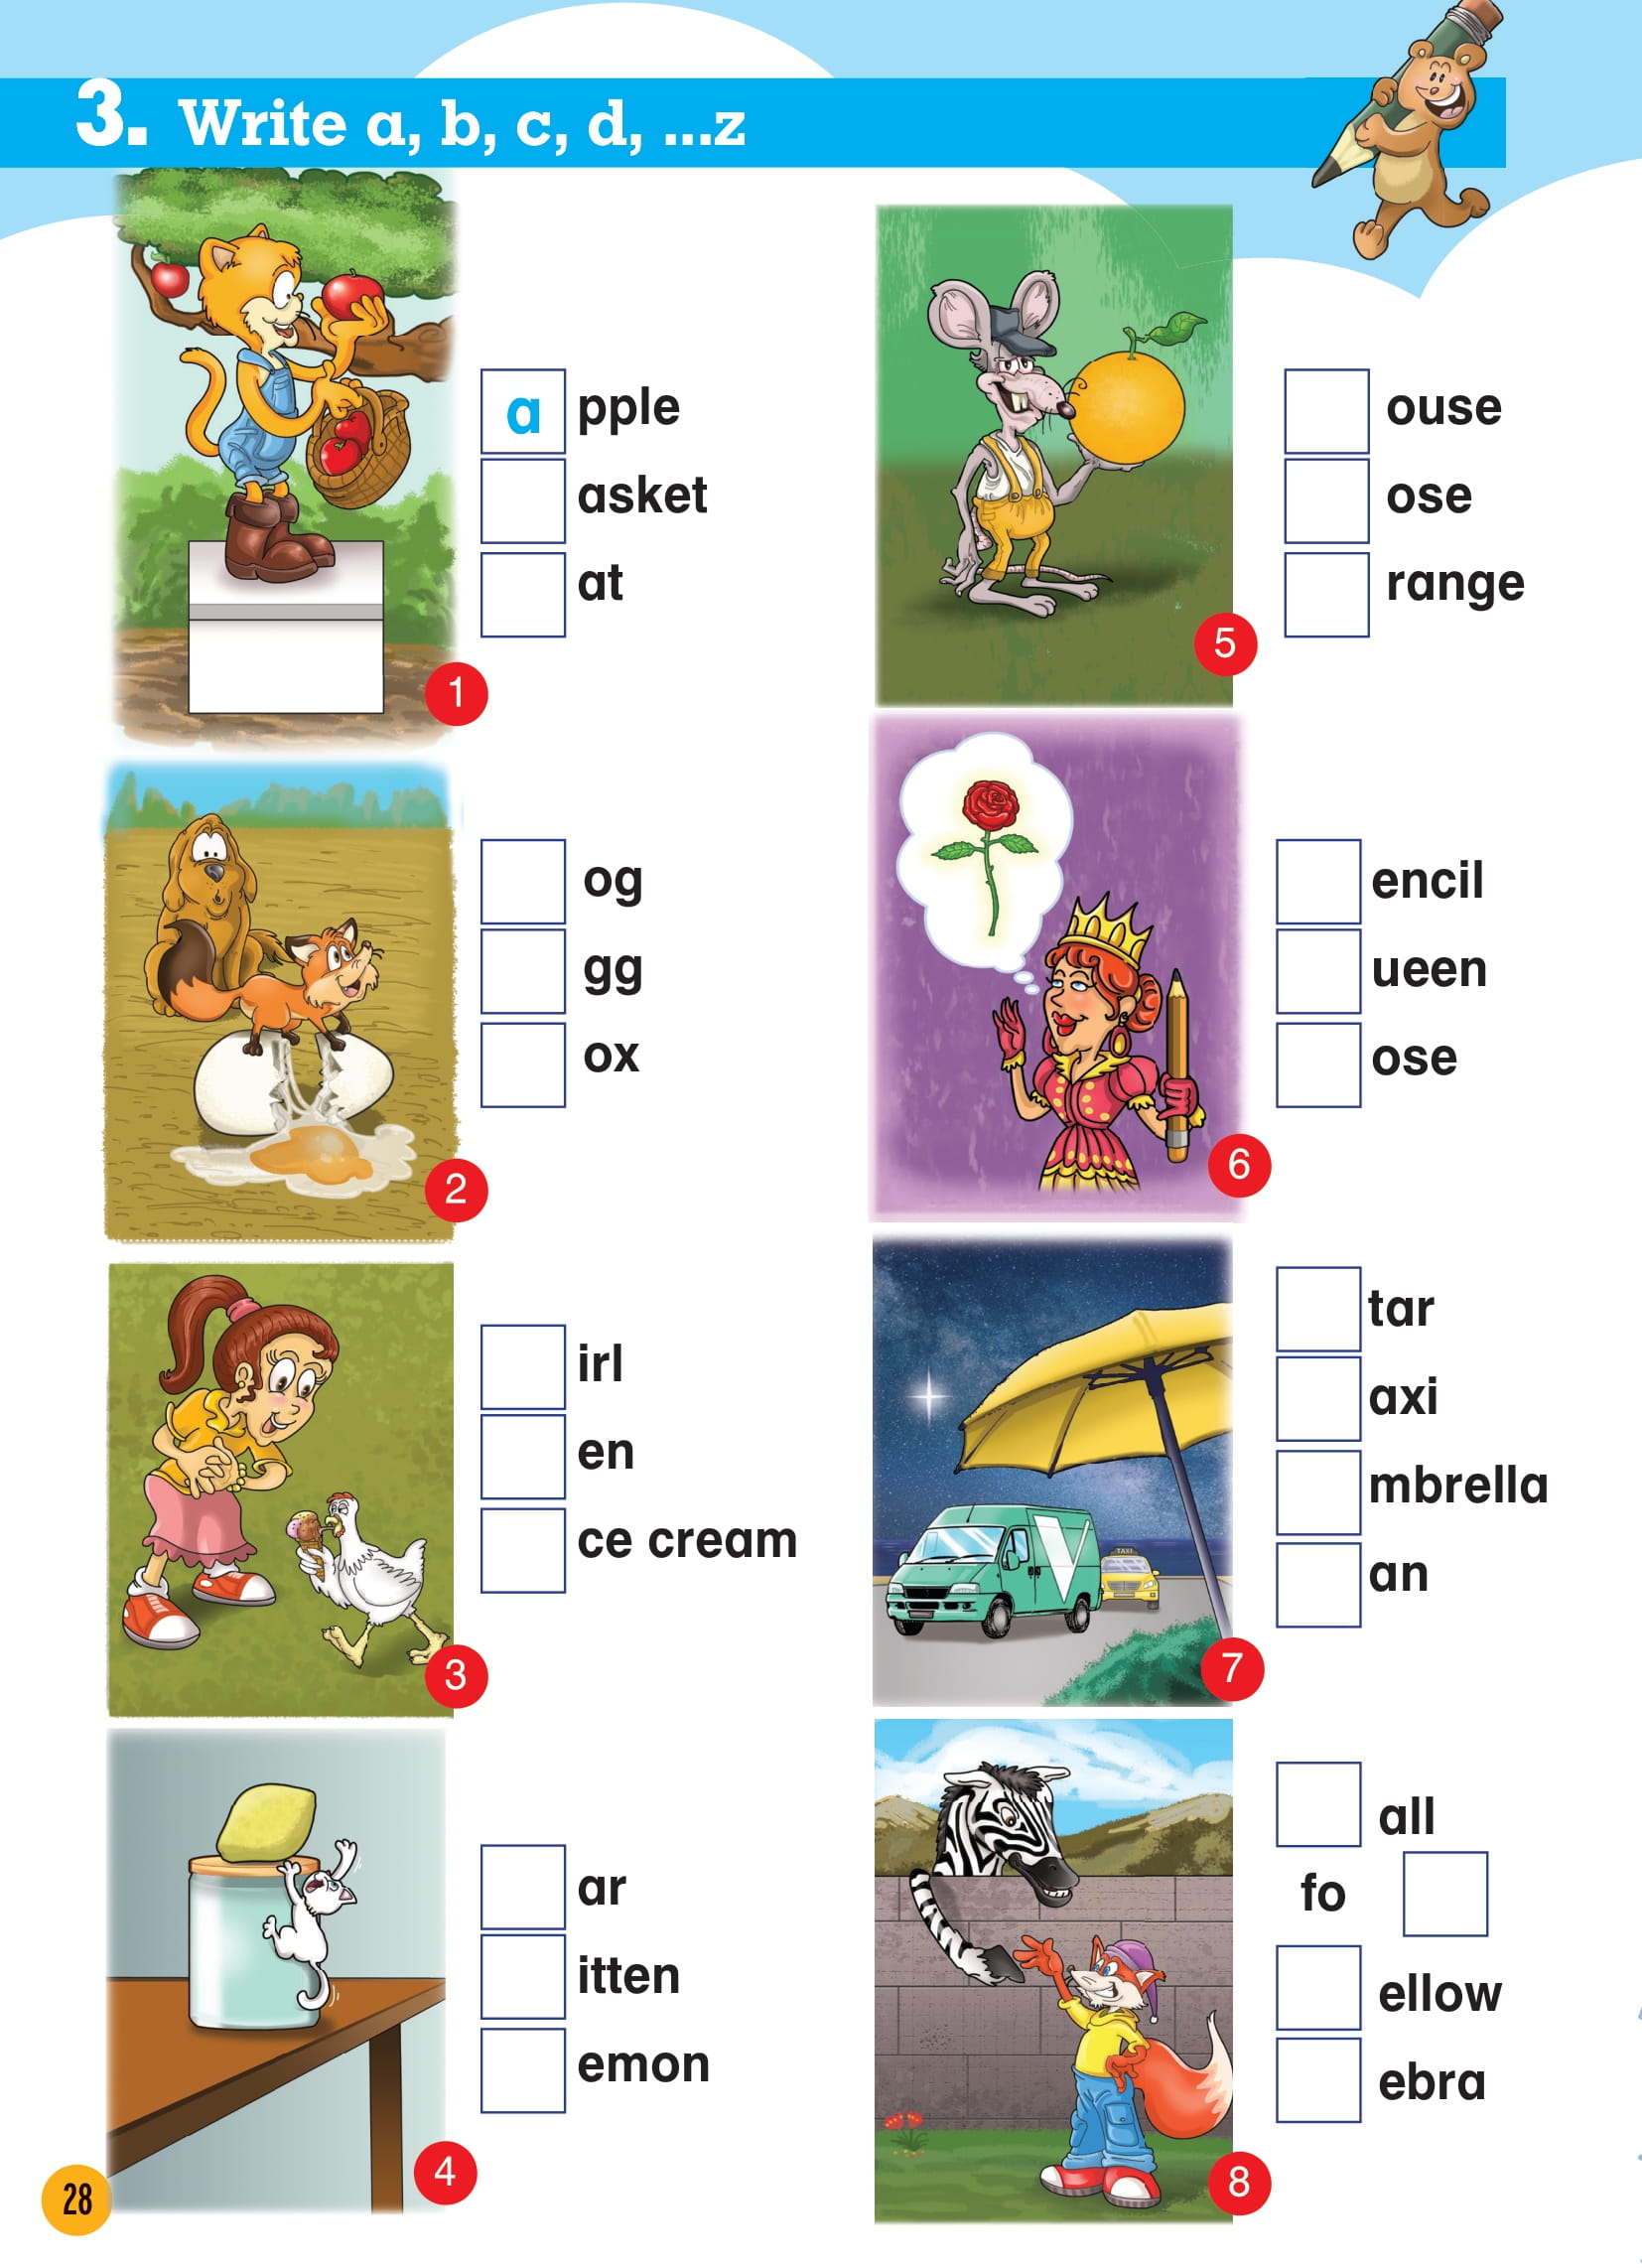 3. Write a, b, c, d, ...z
a pple
asket
at
1
og
gg
ox
2
irl
en
ce cream
3
ar
itten
emon
4
ouse
ose
range
5
encil
ueen
ose
6
tar
axi
mbrella
an
V
TAXI
7
all
fo
ellow
ebra
8
28